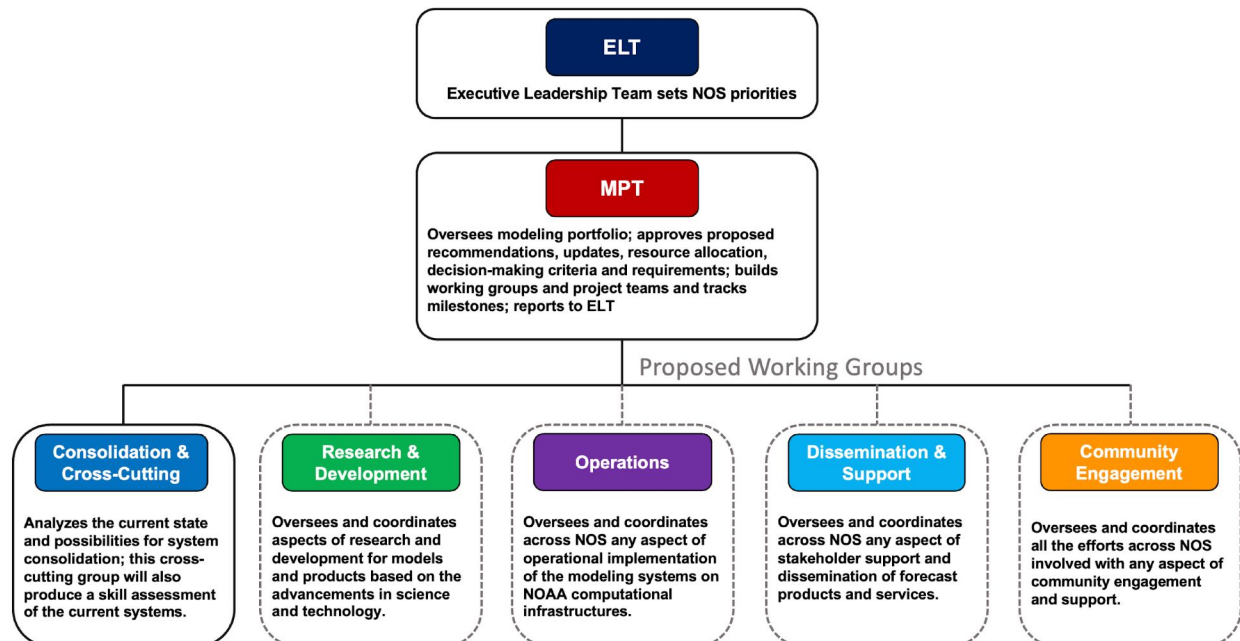 ELT
Executive Leadership Team sets NOS priorities
MPT
Oversees modeling portfolio; approves proposed
recommendations, updates, resource allocation,
decision-making criteria and requirements; builds
working groups and project teams and tracks
milestones; reports to ELT
Proposed Working Groups
Consolidation &
Cross-Cutting
Analyzes the current state
and possibilities for system
consolidation; this cross-
cutting group will also
produce a skill assessment
of the current systems.
Research &
Development
Oversees and coordinates
aspects of research and
development for models
and products based on the
advancements in science
and technology.
Operations
Oversees and coordinates
across NOS any aspect of
operational implementation
of the modeling systems on
NOAA computational
infrastructures.
Dissemination &
Support
Oversees and coordinates
across NOS any aspect of
stakeholder support and
dissemination of forecast
products and services.
Community
Engagement
Oversees and coordinates
all the efforts across NOS
involved with any aspect of
community engagement
and support.